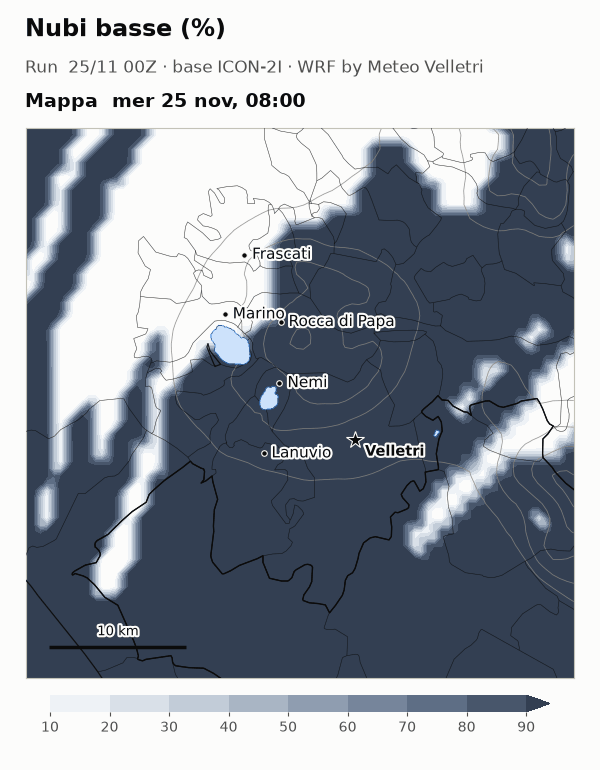 Nubi basse (%)
Run  25/11 00Z · base ICON-2I · WRF by Meteo Velletri
Mappa  mer 25 nov, 08:00
Frascati
Marino
Rocca di Papa
Nemi
Velletri
Lanuvio
10 km
10 20 30 40 50 60 70 80 90